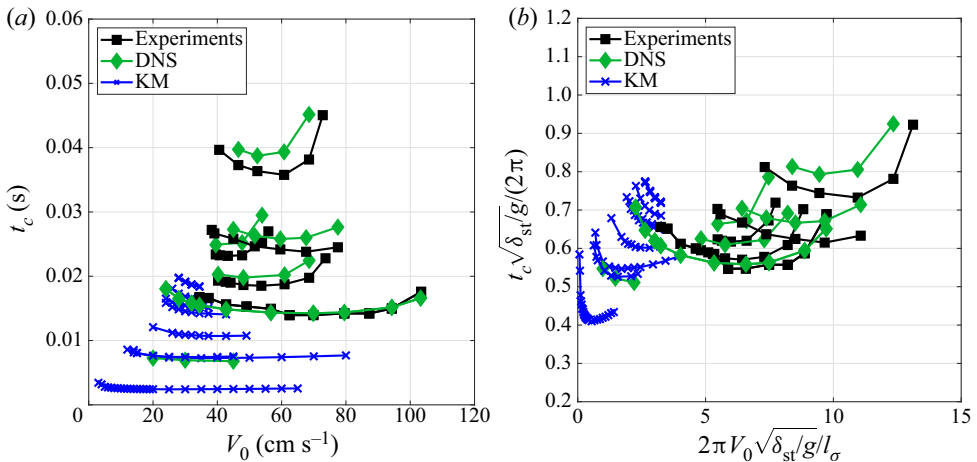 (a)
0.06
0.05
0.04
0.03
0.02
0.01
0
20
40
60
80
100
120
t_c (s)
V_0 (cm s^−1)
Experiments
DNS
KM
(b)
1.2
1.1
1.0
0.9
0.8
0.7
0.6
0.5
0.4
0.3
0.2
0
5
10
15
t_c√δ_st/g/(2π)
2πV_0√δ_st/g/l_σ
Experiments
DNS
KM